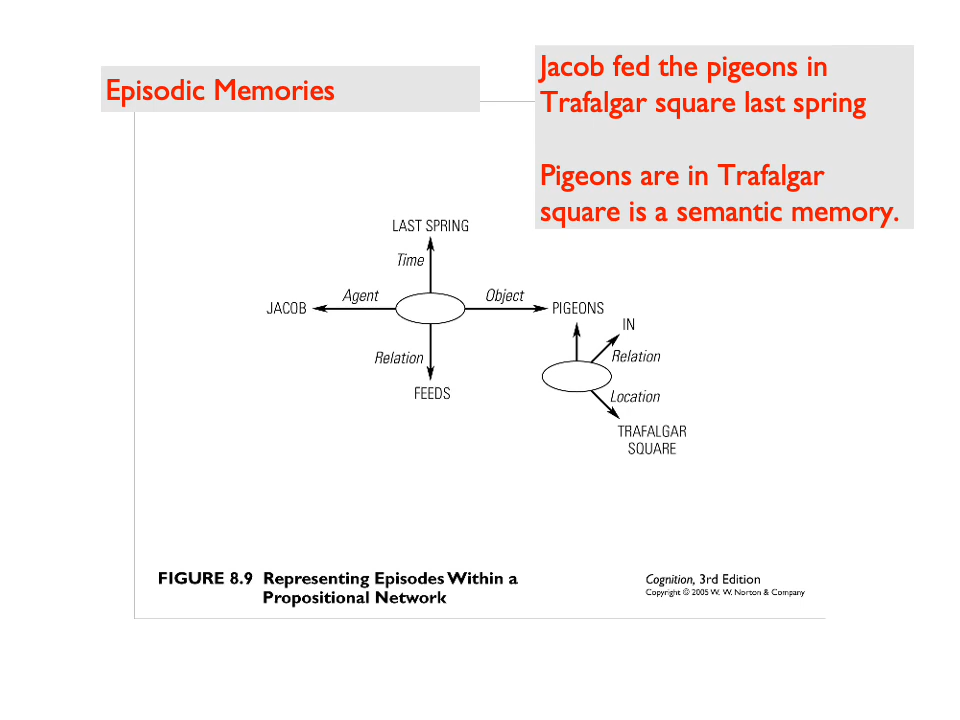 Episodic Memories
Jacob fed the pigeons in
Trafalgar square last spring
Pigeons are in Trafalgar
square is a semantic memory.
LAST SPRING
Time
Agent
Object
JACOB
PIGEONS
IN
Relation
Relation
FEEDS
Location
TRAFALGAR
SQUARE
FIGURE 8.9 Representing Episodes Within a
Propositional Network
Cognition, 3rd Edition
Copyright © 2005 W. W. Norton & Company